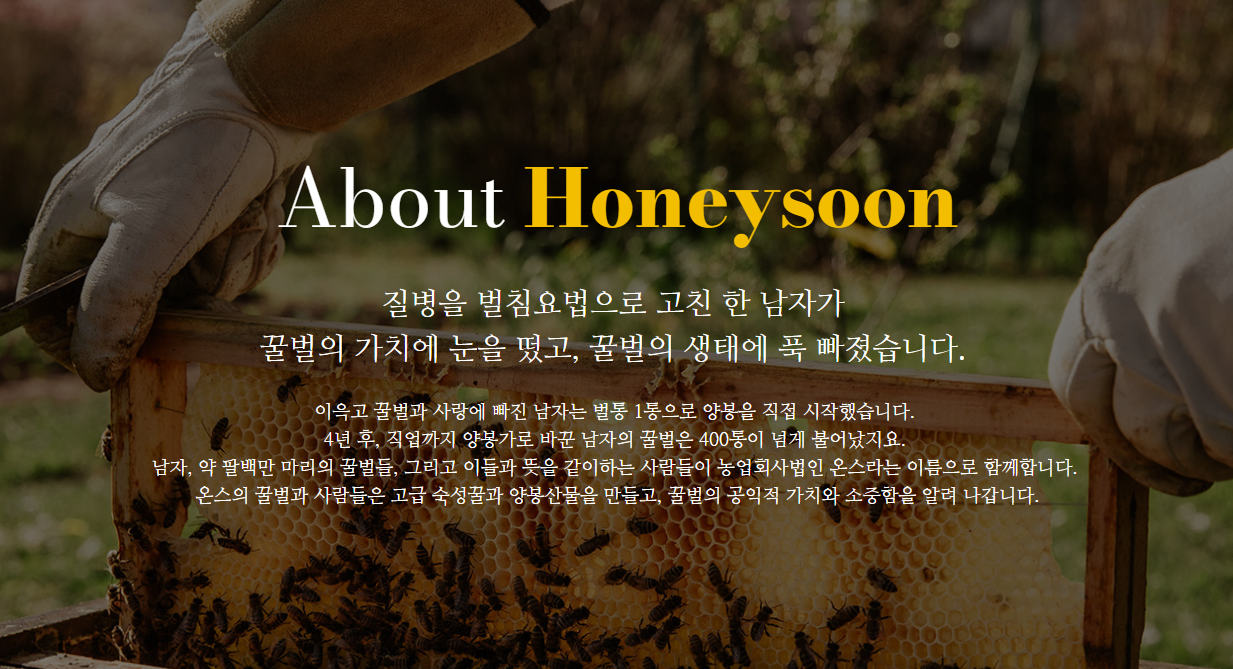 About Honeysoon
질병을 벌침요법으로 고친 한 남자가
꿀벌의 가치에 눈을 떴고, 꿀벌의 생태에 푹 빠졌습니다.
이윽고 꿀벌과 사랑에 빠진 남자는 벌통 1통으로 양봉을 직접 시작했습니다.
4년 후, 직업까지 양봉가로 바꾼 남자의 꿀벌은 400통이 넘게 불어났지요.
남자, 약 팔백만 마리의 꿀벌들, 그리고 이들과 뜻을 같이하는 사람들이 농업회사법인 온스라는 이름으로 함께합니다.
온스의 꿀벌과 사람들은 고급 숙성꿀과 양봉산물을 만들고, 꿀벌의 공익적 가치와 소중함을 알려 나갑니다.